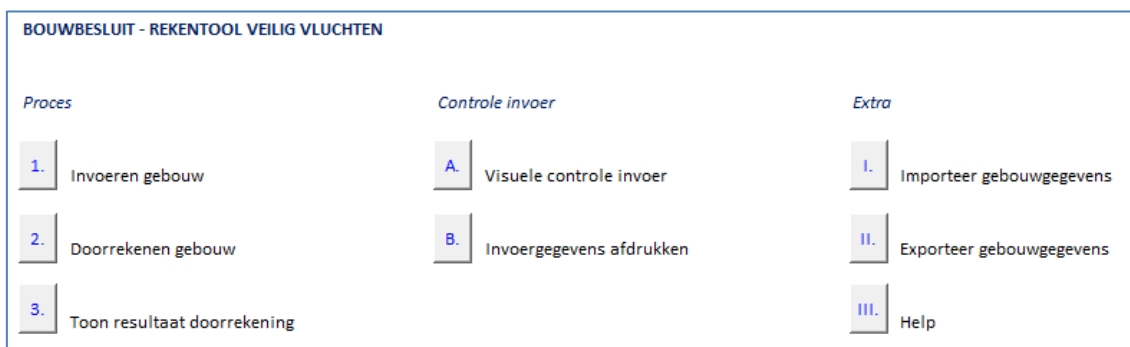 BOUWBESLUIT - REKENTOOL VEILIG VLUCHTEN
Proces
Controle invoer
Extra
1. Invoeren gebouw
A. Visuele controle invoer
I. Importeer gebouwgegevens
2. Doorrekenen gebouw
B. Invoergegevens afdrukken
II. Exporteer gebouwgegevens
3. Toon resultaat doorrekening
III. Help